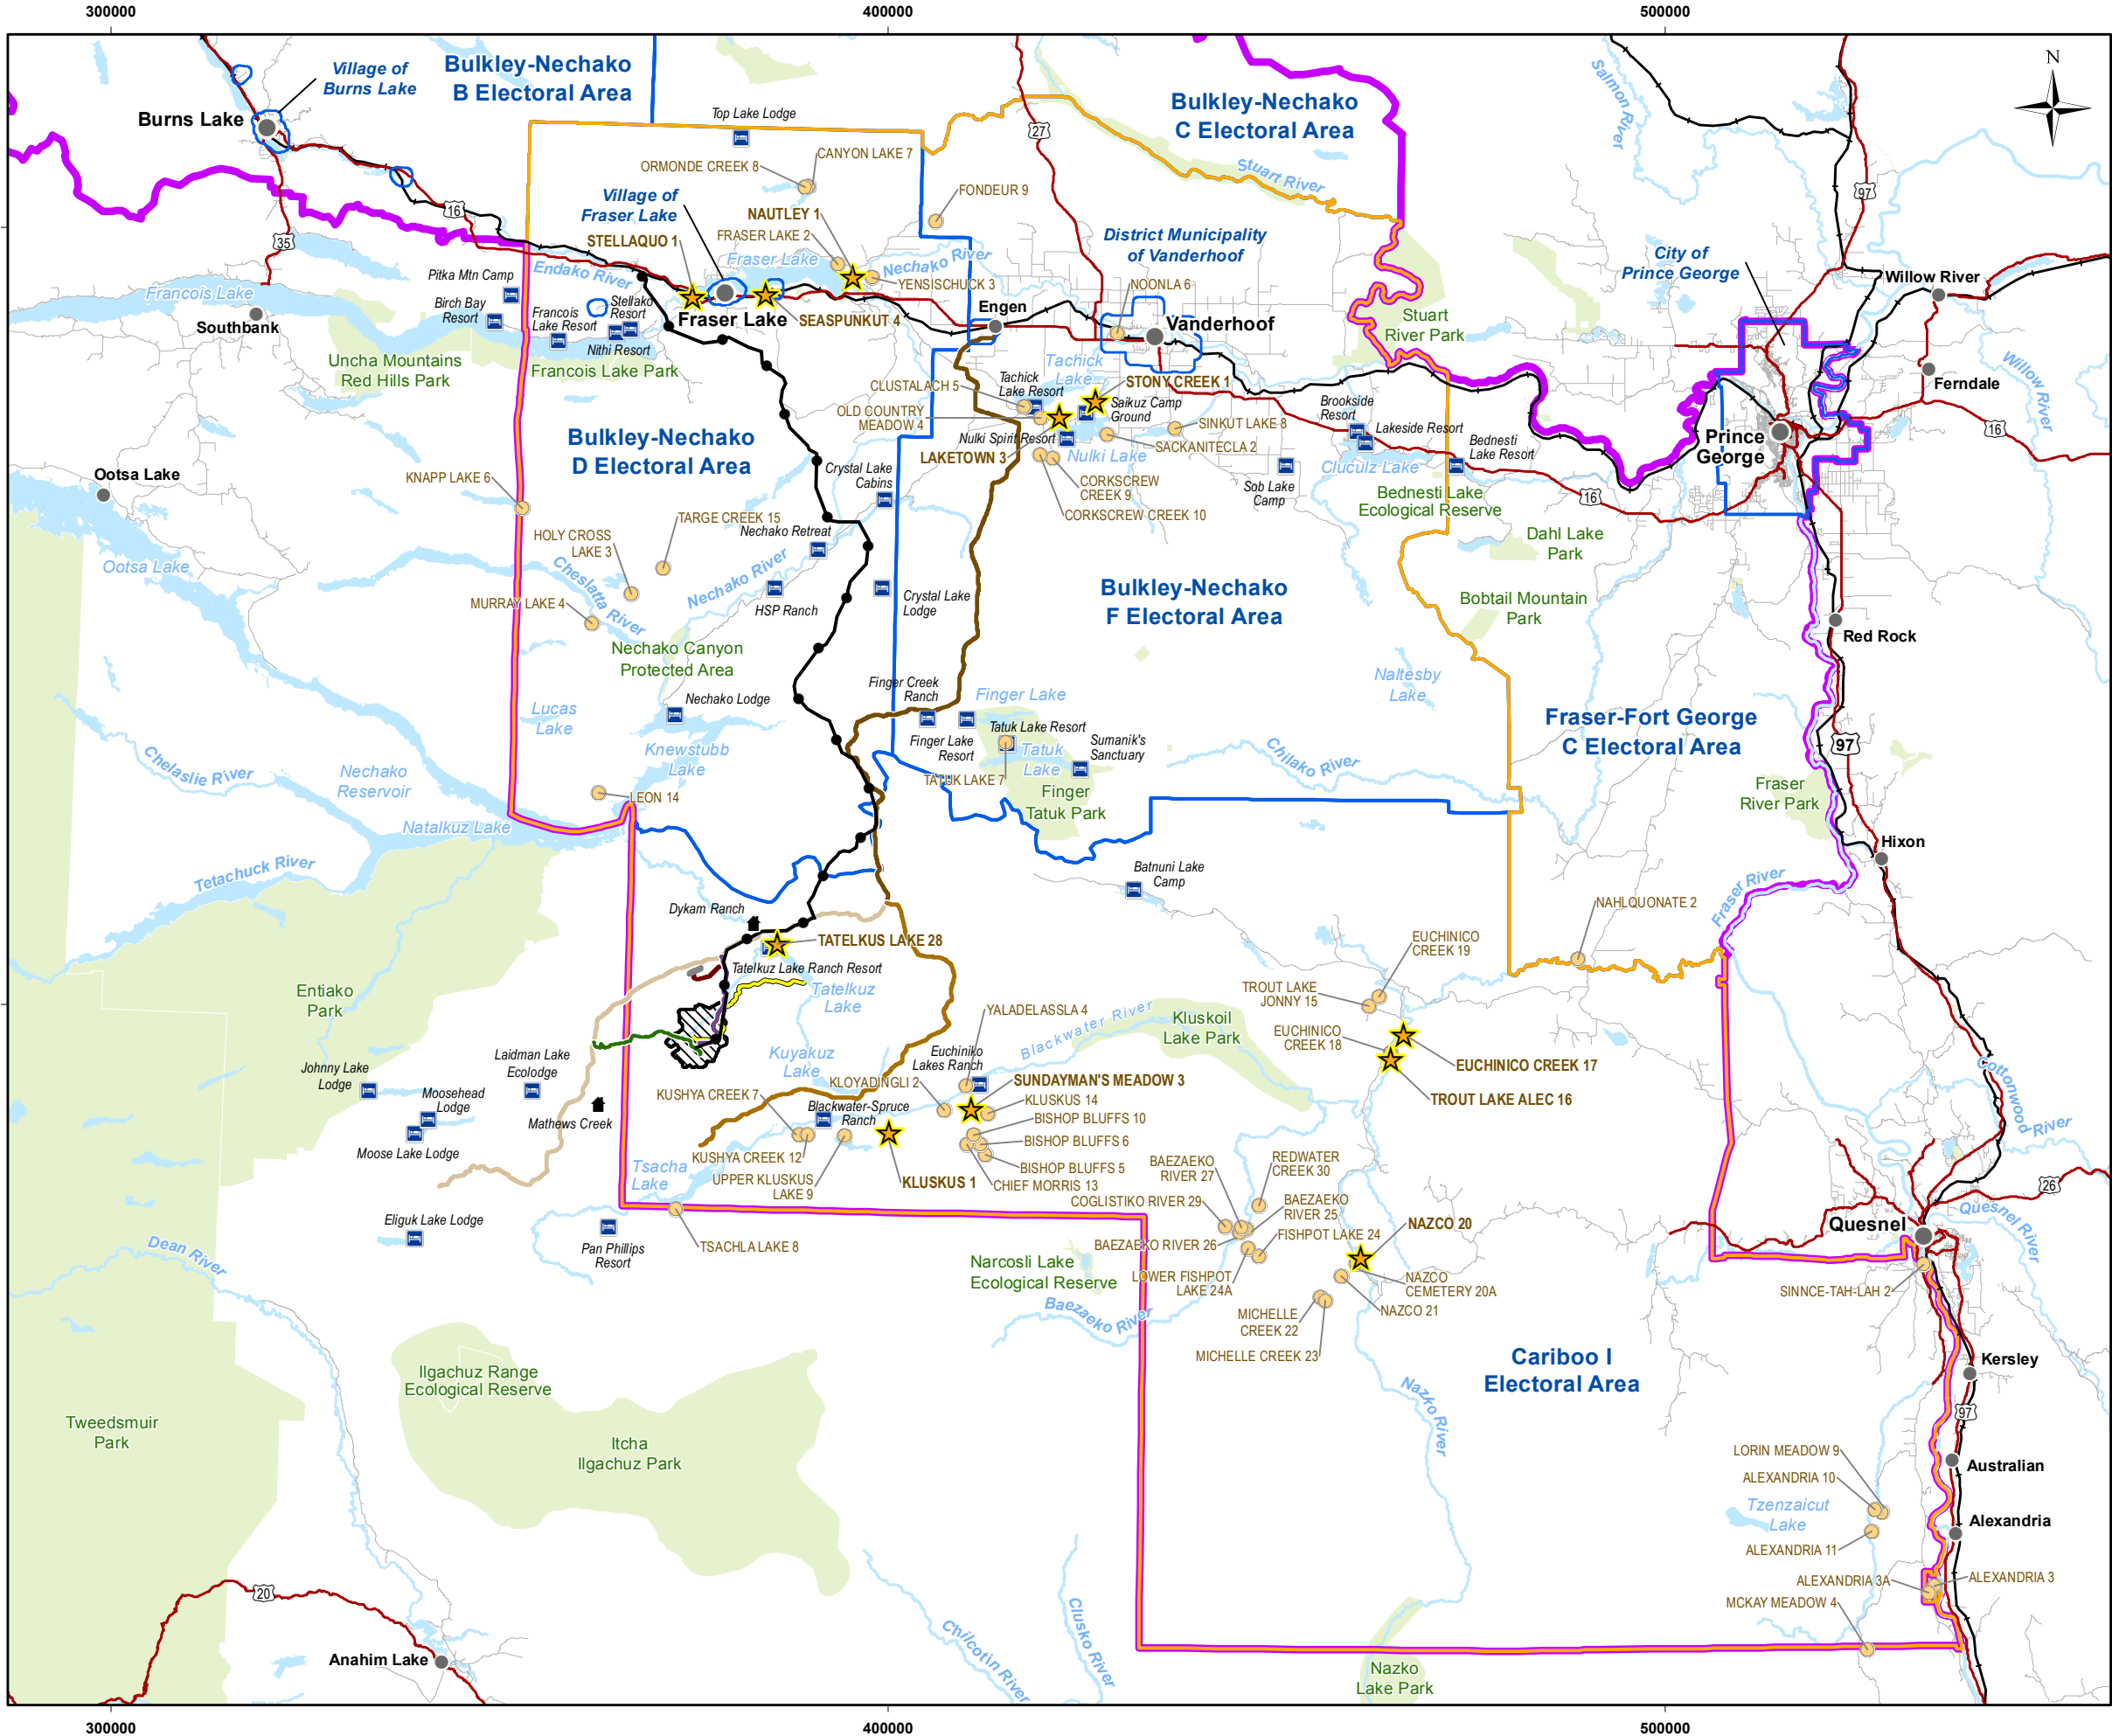 300000
400000
500000
N
Village of
Burns Lake
Burns Lake
Bulkley-Nechako
B Electoral Area
Top Lake Lodge
Bulkley-Nechako
C Electoral Area
Salmon River
27
CANYON LAKE 7
ORMONDE CREEK 8
Stuart River
FONDEUR 9
97
16
35
Village of
Fraser Lake
NAUTLEY 1
FRASER LAKE 2
STELLAQUO 1
Fraser Lake
Nechako River
YENSISCHUCK 3
District Municipality
of Vanderhoof
NOONLA 6
City of
Prince George
Willow River
Endako River
Pitka Mtn Camp
Francois Lake
Southbank
Birch Bay
Resort
Francois
Lake Resort
Stellako
Resort
Nithi Resort
Fraser Lake
SEASPUNKUT 4
Engen
Vanderhoof
Stuart
River Park
Uncha Mountains
Red Hills Park
Francois Lake Park
Tachick
Lake
CLUSTALACH 5
Tachick
Lake Resort
STONY CREEK 1
Saikuz Camp
Ground
OLD COUNTRY
MEADOW 4
Nulki Spirit Resort
LAKETOWN 3
Nulki Lake
SINKUT LAKE 8
SACKANITECLA 2
CORKSCREW
CREEK 9
CORKSCREW CREEK 10
Brookside
Resort
Lakeside Resort
Bednesti
Lake Resort
Cluculz Lake
Sob Lake
Camp
Bednesti Lake
Ecological Reserve
16
Ferndale
Willow River
16
Prince
George
Bulkley-Nechako
D Electoral Area
Ootsa Lake
KNAPP LAKE 6
Crystal Lake
Cabins
TARGE CREEK 15
HOLY CROSS
LAKE 3
Nechako Retreat
Ootsa Lake
Cheslatta River
Nechako River
MURRAY LAKE 4
HSP Ranch
Crystal Lake
Lodge
Bulkley-Nechako
F Electoral Area
Dahl Lake
Park
Bobtail Mountain
Park
Red Rock
Nechako Canyon
Protected Area
Nechako Lodge
Finger Creek
Ranch
Finger Lake
Naltesby
Lake
Fraser-Fort George
C Electoral Area
97
Lucas
Lake
Knewstubb
Lake
Finger Lake
Resort
Tatuk Lake Resort
Tatuk
Lake
Sumanik's
Sanctuary
TATUK LAKE 7
Finger
Tatuk Park
Chilako River
Chelaslie River
Nechako
Reservoir
LEON 14
Natalkuz Lake
Fraser
River Park
Hixon
Tetachuck River
Batnuni Lake
Camp
Fraser River
NAHLQUONATE 2
Dykam Ranch
TATELKUS LAKE 28
Tatelkuz Lake Ranch Resort
Tatelkuz
Lake
EUCHINICO
CREEK 19
TROUT LAKE
JONNY 15
EUCHINICO
CREEK 18
EUCHINICO CREEK 17
TROUT LAKE ALEC 16
Entiako
Park
YALADELASSLA 4
Blackwater River
Kluskoil
Lake Park
Johnny Lake
Lodge
Laidman Lake
Ecolodge
Moosehead
Lodge
Mathews Creek
Moose Lake Lodge
Kuyakuz
Lake
Euchiniko
Lakes Ranch
KLOYADINGLI 2
SUNDAYMAN'S MEADOW 3
KLUSKUS 14
KUSHYA CREEK 7
Blackwater-Spruce
Ranch
BISHOP BLUFFS 10
BISHOP BLUFFS 6
BISHOP BLUFFS 5
CHIEF MORRIS 13
KUSHYA CREEK 12
UPPER KLUSKUS
LAKE 9
KLUSKUS 1
Tsacha
Lake
Cottonwood River
26
BAEZAEKO
RIVER 27
REDWATER
CREEK 30
COGLISTIKO RIVER 29
BAEZAEKO
RIVER 25
BAEZAEKO RIVER 26
FISHPOT LAKE 24
NAZCO 20
LOWER FISHPOT
LAKE 24A
NAZCO
CEMETERY 20A
NAZCO 21
MICHELLE
CREEK 22
MICHELLE CREEK 23
Quesnel
Quesnel River
SINNCE-TAH-LAH 2
Eliguk Lake Lodge
Dean River
Pan Phillips
Resort
TSACHLA LAKE 8
Narcosli Lake
Ecological Reserve
Baezaeko River
Cariboo I
Electoral Area
Nazko River
Kersley
97
Ilgachuz Range
Ecological Reserve
Tweedsmuir
Park
Itcha
Ilgachuz Park
LORIN MEADOW 9
Australian
ALEXANDRIA 10
Tzenzaicut
Lake
Alexandria
ALEXANDRIA 11
ALEXANDRIA 3A
ALEXANDRIA 3
MCKAY MEADOW 4
20
Anahim Lake
Chilcotin River
Clusko River
Nazko
Lake Park
300000
400000
500000